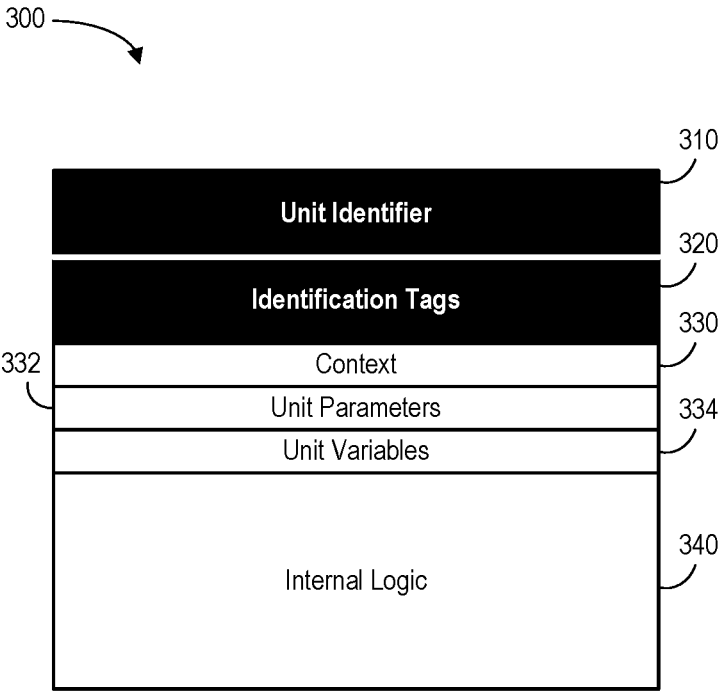 300
310
Unit Identifier
320
Identification Tags
330
332
Context
Unit Parameters
334
Unit Variables
340
Internal Logic